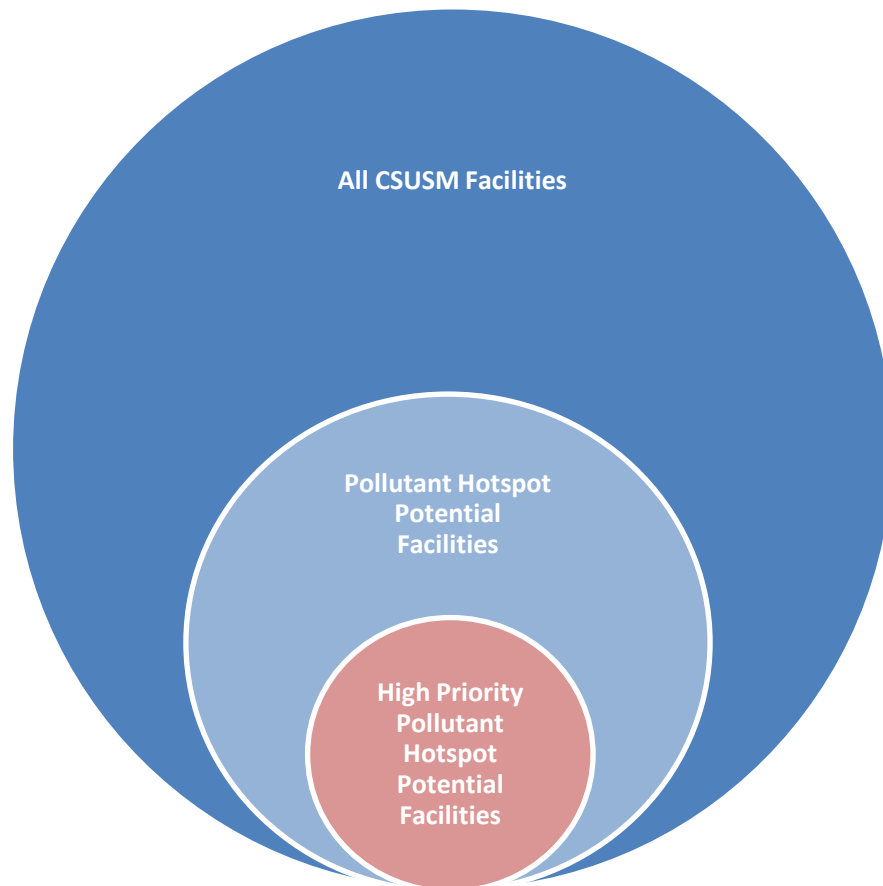 All CSUSM Facilities
Pollutant Hotspot
Potential
Facilities
High Priority
Pollutant
Hotspot
Potential
Facilities